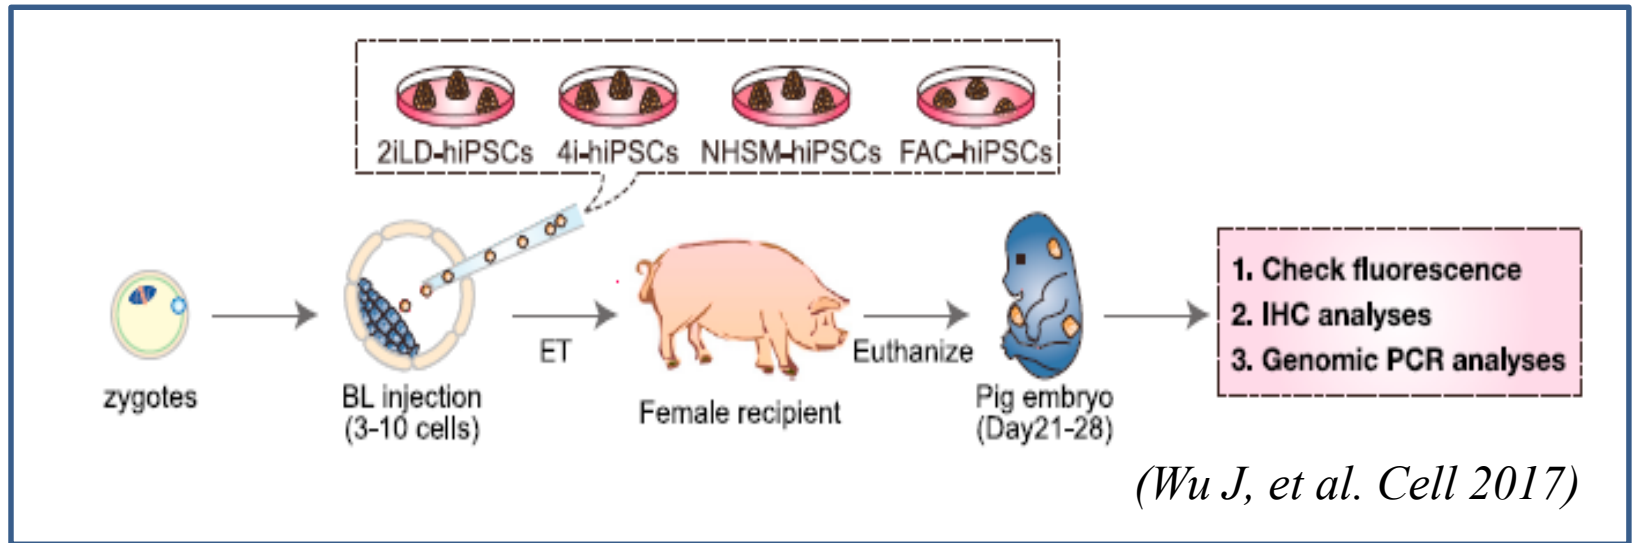 2iLD-hiPSCs 4i-hiPSCs NHSM-hiPSCs FAC-hiPSCs
zygotes
BL injection
(3-10 cells)
ET
Female recipient
Euthanize
Pig embryo
(Day21-28)
1. Check fluorescence
2. IHC analyses
3. Genomic PCR analyses
(Wu J, et al. Cell 2017)